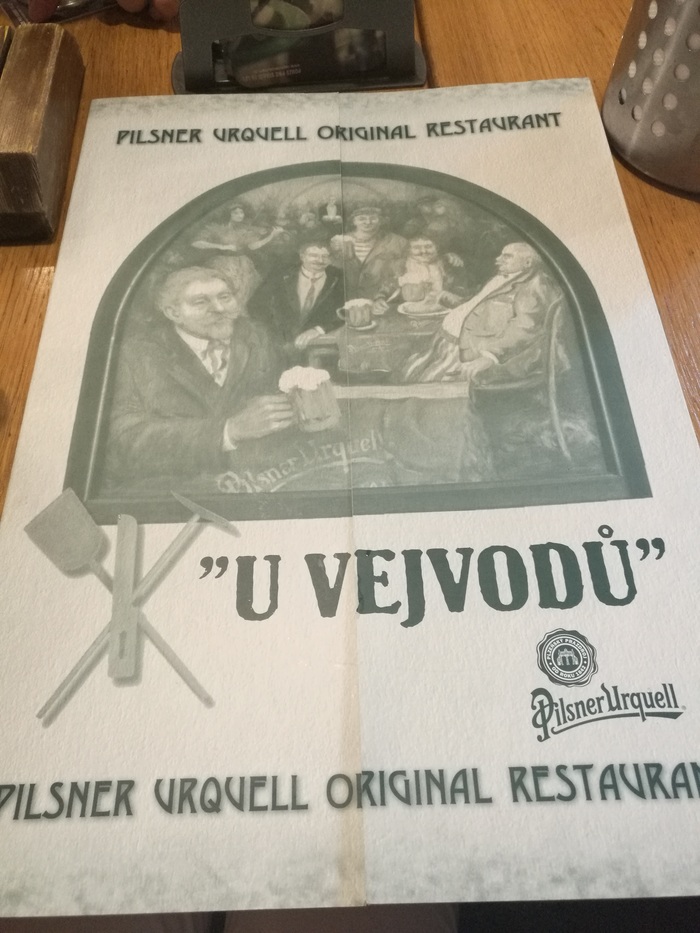 PILSNER URQUELL ORIGINAL RESTAURANT
Pilsner Urquell
"U VEJVODŮ"
Pilsner Urquell
PILSNER URQUELL ORIGINAL RESTAURAN